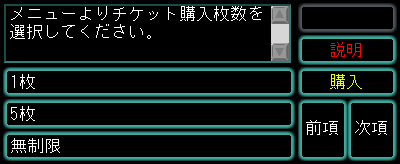 メニューよりチケット購入枚数を
選択してください。
説明
1枚
購入
5枚
前項
次項
無制限